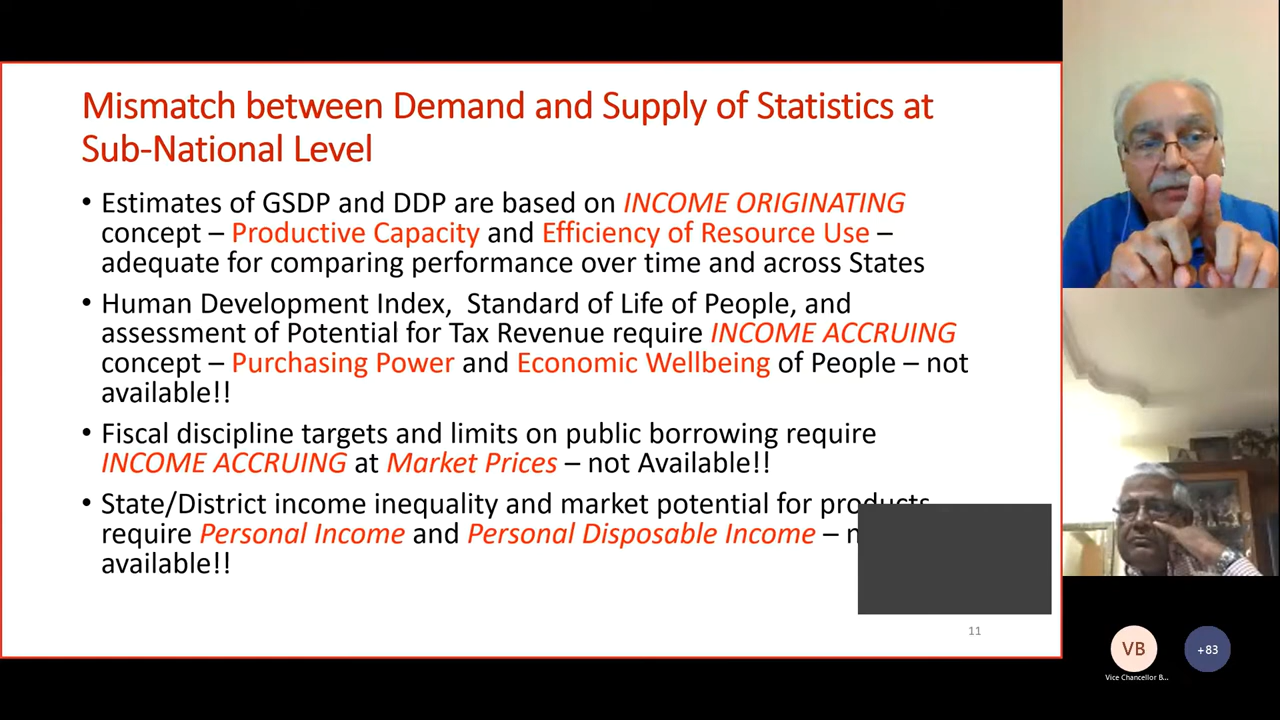 Mismatch between Demand and Supply of Statistics at
Sub-National Level
• Estimates of GSDP and DDP are based on INCOME ORIGINATING
concept – Productive Capacity and Efficiency of Resource Use –
adequate for comparing performance over time and across States
• Human Development Index, Standard of Life of People, and
assessment of Potential for Tax Revenue require INCOME ACCRUING
concept – Purchasing Power and Economic Wellbeing of People – not
available!!
• Fiscal discipline targets and limits on public borrowing require
INCOME ACCRUING at Market Prices – not Available!!
• State/District income inequality and market potential for products
require Personal Income and Personal Disposable Income –
available!!
11
VB
+83
Vice Chancellor B...